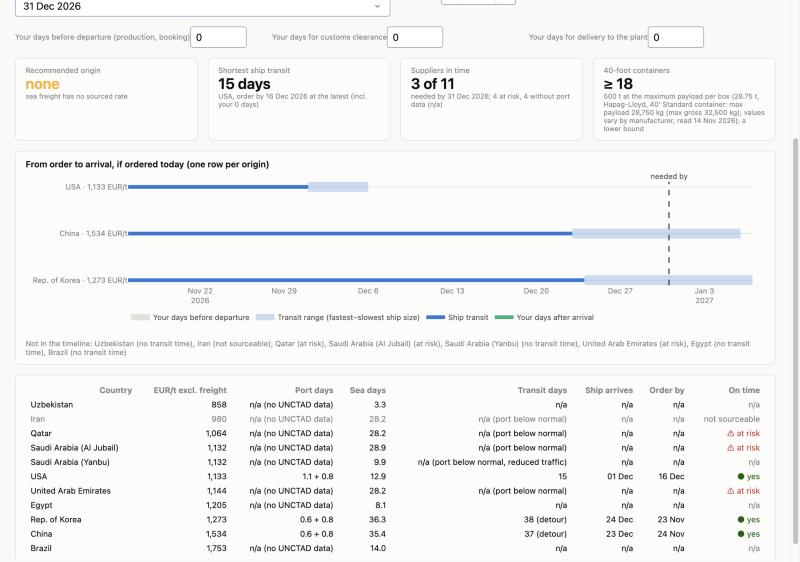 31 Dec 2026
Your days before departure (production, booking) 0
Your days for customs clearance 0
Your days for delivery to the plant 0
Recommended origin
none
sea freight has no sourced rate
Shortest ship transit
15 days
USA, order by 16 Dec 2026 at the latest (incl.
your 0 days)
Suppliers in time
3 of 11
needed by 31 Dec 2026; 4 at risk, 4 without port
data (n/a)
40-foot containers
≥ 18
500 t at the maximum payload per box (28.75 t,
Hapag-Lloyd, 40' Standard container: max
payload 28,750 kg (max gross 32,500 kg); values
vary by manufacturer, read 14 Nov 2026); a
lower bound
From order to arrival, if ordered today (one row per origin)
needed by
USA · 1,133 EUR/t
China · 1,534 EUR/t
Rep. of Korea · 1,273 EUR/t
Nov 22 Nov 29 Dec 6 Dec 13 Dec 20 Dec 27 Jan 3
2026 2027
Your days before departure Transit range (fastest–slowest ship size) Ship transit Your days after arrival
Not in the timeline: Uzbekistan (no transit time), Iran (not sourceable), Qatar (at risk), Saudi Arabia (Al Jubail) (at risk), Saudi Arabia (Yanbu) (no transit time), United Arab Emirates (at risk), Egypt (no transit
time), Brazil (no transit time)
Country EUR/t excl. freight Port days Sea days Transit days Ship arrives Order by On time
Uzbekistan 858 n/a (no UNCTAD data) 3.3 n/a n/a n/a n/a
Iran 980 n/a (no UNCTAD data) 28.2 n/a (port below normal) n/a n/a not sourceable
Qatar 1,064 n/a (no UNCTAD data) 28.2 n/a (port below normal) n/a n/a ⚠ at risk
Saudi Arabia (Al Jubail) 1,132 n/a (no UNCTAD data) 28.9 n/a (port below normal) n/a n/a ⚠ at risk
Saudi Arabia (Yanbu) 1,132 n/a (no UNCTAD data) 9.9 n/a (port below normal, reduced traffic) n/a n/a n/a
USA 1,133 1.1 + 0.8 12.9 15 01 Dec 16 Dec ● yes
United Arab Emirates 1,144 n/a (no UNCTAD data) 28.2 n/a (port below normal) n/a n/a ⚠ at risk
Egypt 1,205 n/a (no UNCTAD data) 8.1 n/a n/a n/a n/a
Rep. of Korea 1,273 0.6 + 0.8 36.3 38 (detour) 24 Dec 23 Nov ● yes
China 1,534 0.6 + 0.8 35.4 37 (detour) 23 Dec 24 Nov ● yes
Brazil 1,753 n/a (no UNCTAD data) 14.0 n/a n/a n/a n/a